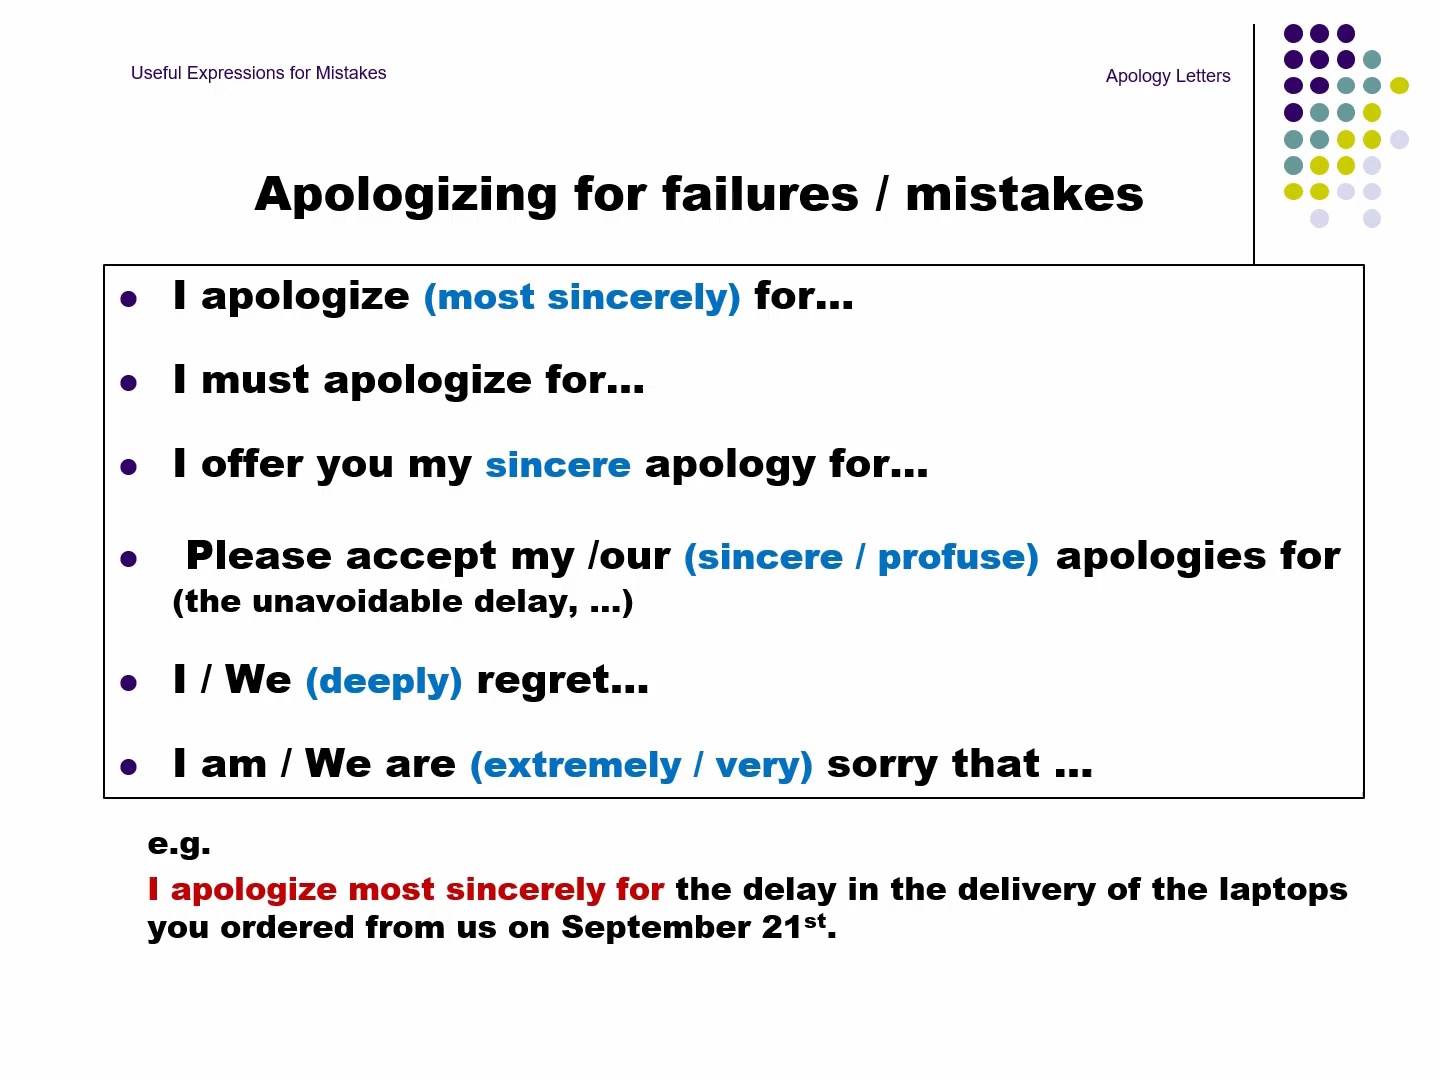 Useful Expressions for Mistakes
Apology Letters
Apologizing for failures / mistakes
I apologize (most sincerely) for...
I must apologize for...
I offer you my sincere apology for...
Please accept my /our (sincere / profuse) apologies for
(the unavoidable delay, ...)
I / We (deeply) regret...
I am / We are (extremely / very) sorry that ...
e.g.
I apologize most sincerely for the delay in the delivery of the laptops
you ordered from us on September 21st.